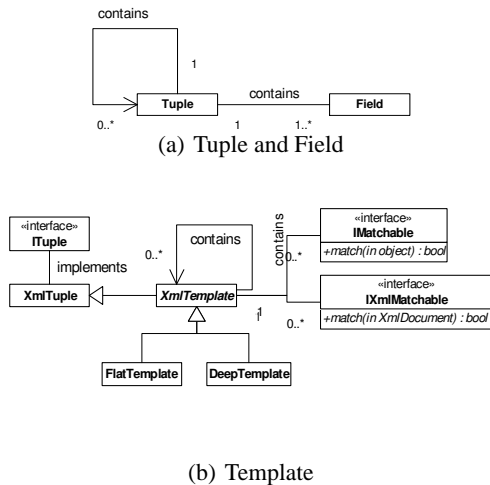 contains
1
Tuple
contains
Field
0..*
1
1..*
(a) Tuple and Field
«interface»
ITuple
implements
XmlTuple
0..*
contains
XmlTemplate
contains
«interface»
IMatchable
+match(in object) : bool
0..*
«interface»
IXmlMatchable
+match(in XmlDocument) : bool
0..*
1
1
FlatTemplate
DeepTemplate
(b) Template